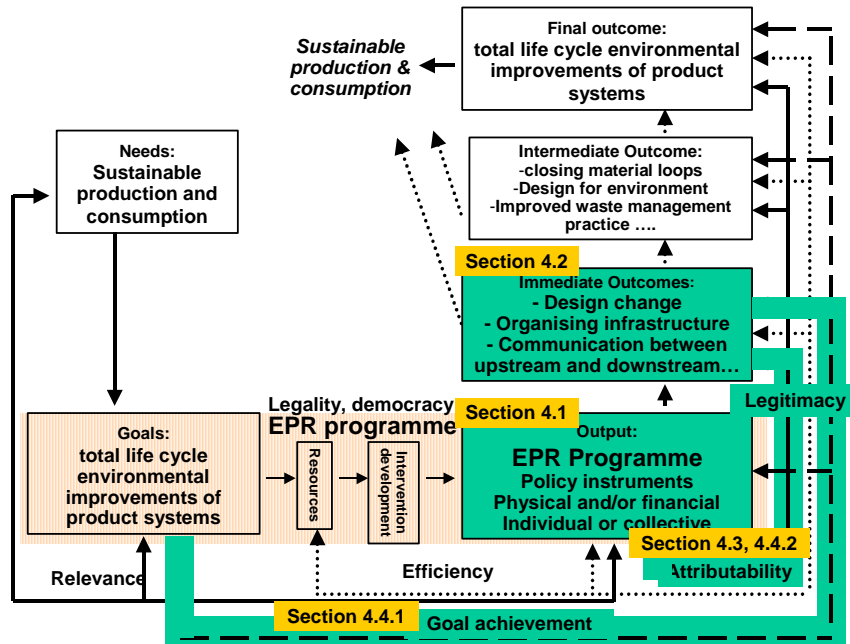 Final outcome:
total life cycle environmental
improvements of product
systems
Sustainable
production &
consumption
Needs:
Sustainable
production and
consumption
Intermediate Outcome:
-closing material loops
-Design for environment
-Improved waste management
practice ....
Section 4.2
Immediate Outcomes:
- Design change
- Organising infrastructure
- Communication between
upstream and downstream…
Legitimacy
Legality, democracy
EPR programme
Section 4.1
Goals:
total life cycle
environmental
improvements of
product systems
Resources
Intervention
development
Output:
EPR Programme
Policy instruments
Physical and/or financial
Individual or collective
Section 4.3, 4.4.2
Relevance
Efficiency
Attributability
Section 4.4.1
Goal achievement